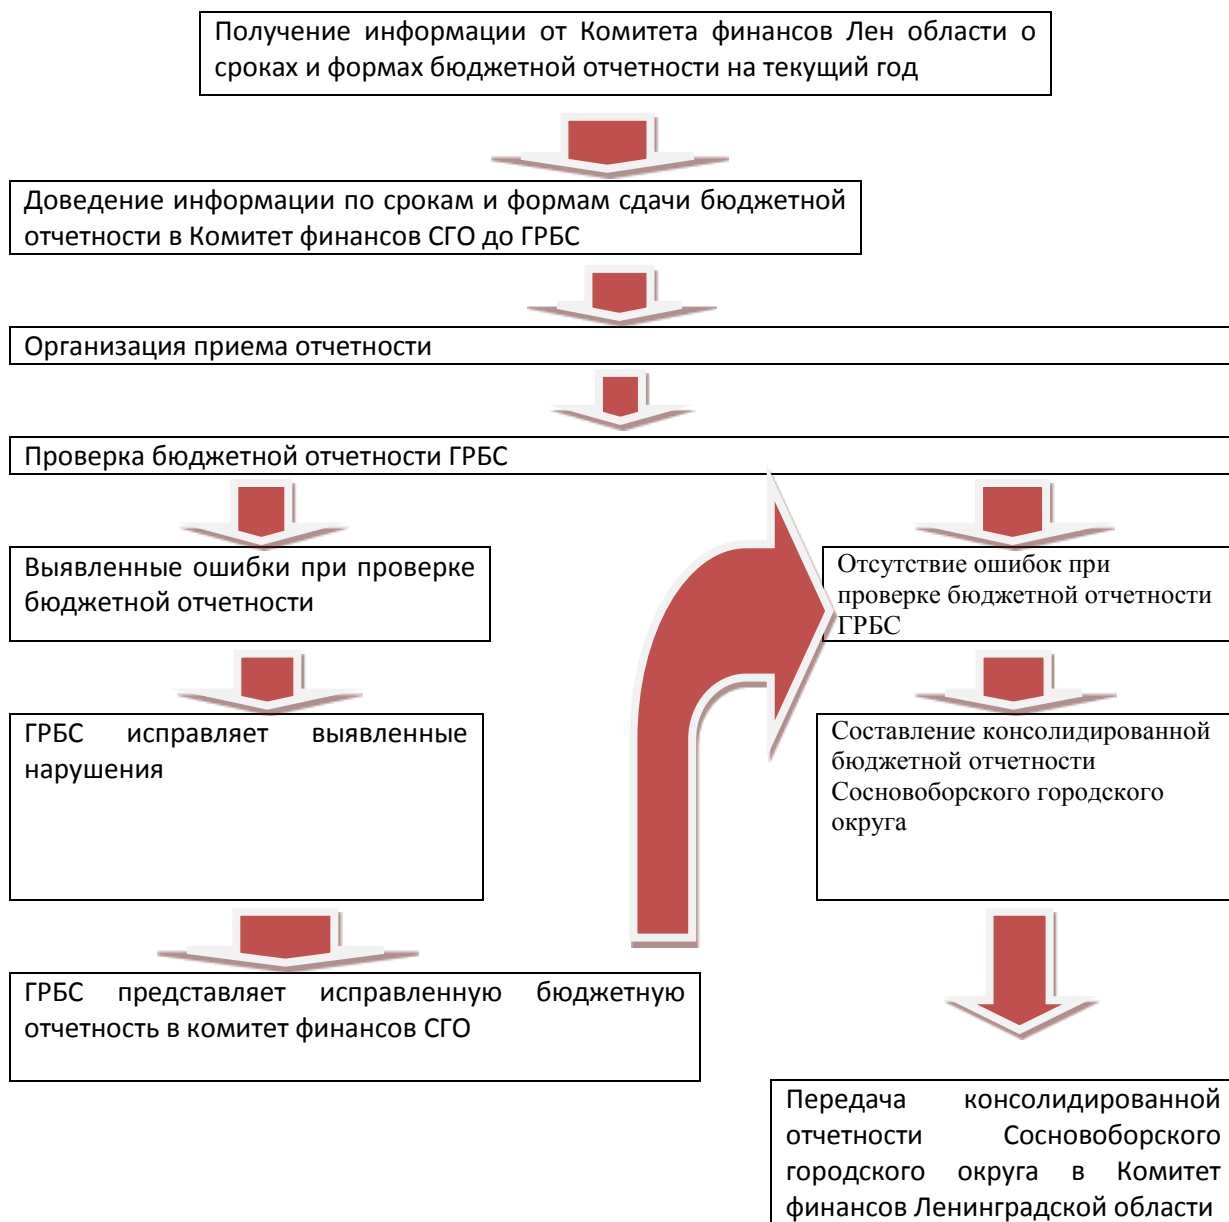 Получение информации от Комитета финансов Лен области о
сроках и формах бюджетной отчетности на текущий год
Доведение информации по срокам и формам сдачи бюджетной
отчетности в Комитет финансов СГО до ГРБС
Организация приема отчетности
Проверка бюджетной отчетности ГРБС
Выявленные ошибки при проверке
бюджетной отчетности
Отсутствие ошибок при
проверке бюджетной отчетности
ГРБС
ГРБС исправляет выявленные
нарушения
Составление консолидированной
бюджетной отчетности
Сосновоборского городского
округа
ГРБС представляет исправленную бюджетную
отчетность в комитет финансов СГО
Передача консолидированной
отчетности Сосновоборского
городского округа в Комитет
финансов Ленинградской области